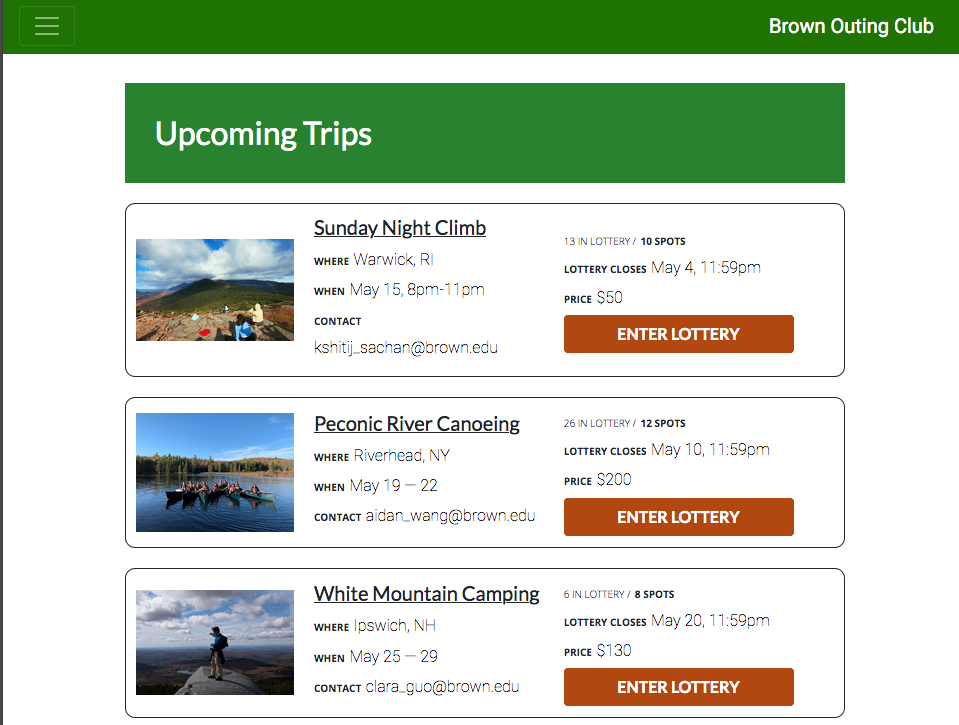 Brown Outing Club
Upcoming Trips
Sunday Night Climb
WHERE Warwick, RI
WHEN May 15, 8pm-11pm
CONTACT
kshitij_sachan@brown.edu
13 IN LOTTERY / 10 SPOTS
LOTTERY CLOSES May 4, 11:59pm
PRICE $50
ENTER LOTTERY
Peconic River Canoeing
WHERE Riverhead, NY
WHEN May 19 — 22
CONTACT aidan_wang@brown.edu
26 IN LOTTERY / 12 SPOTS
LOTTERY CLOSES May 10, 11:59pm
PRICE $200
ENTER LOTTERY
White Mountain Camping
WHERE Ipswich, NH
WHEN May 25 — 29
CONTACT clara_guo@brown.edu
6 IN LOTTERY / 8 SPOTS
LOTTERY CLOSES May 20, 11:59pm
PRICE $130
ENTER LOTTERY